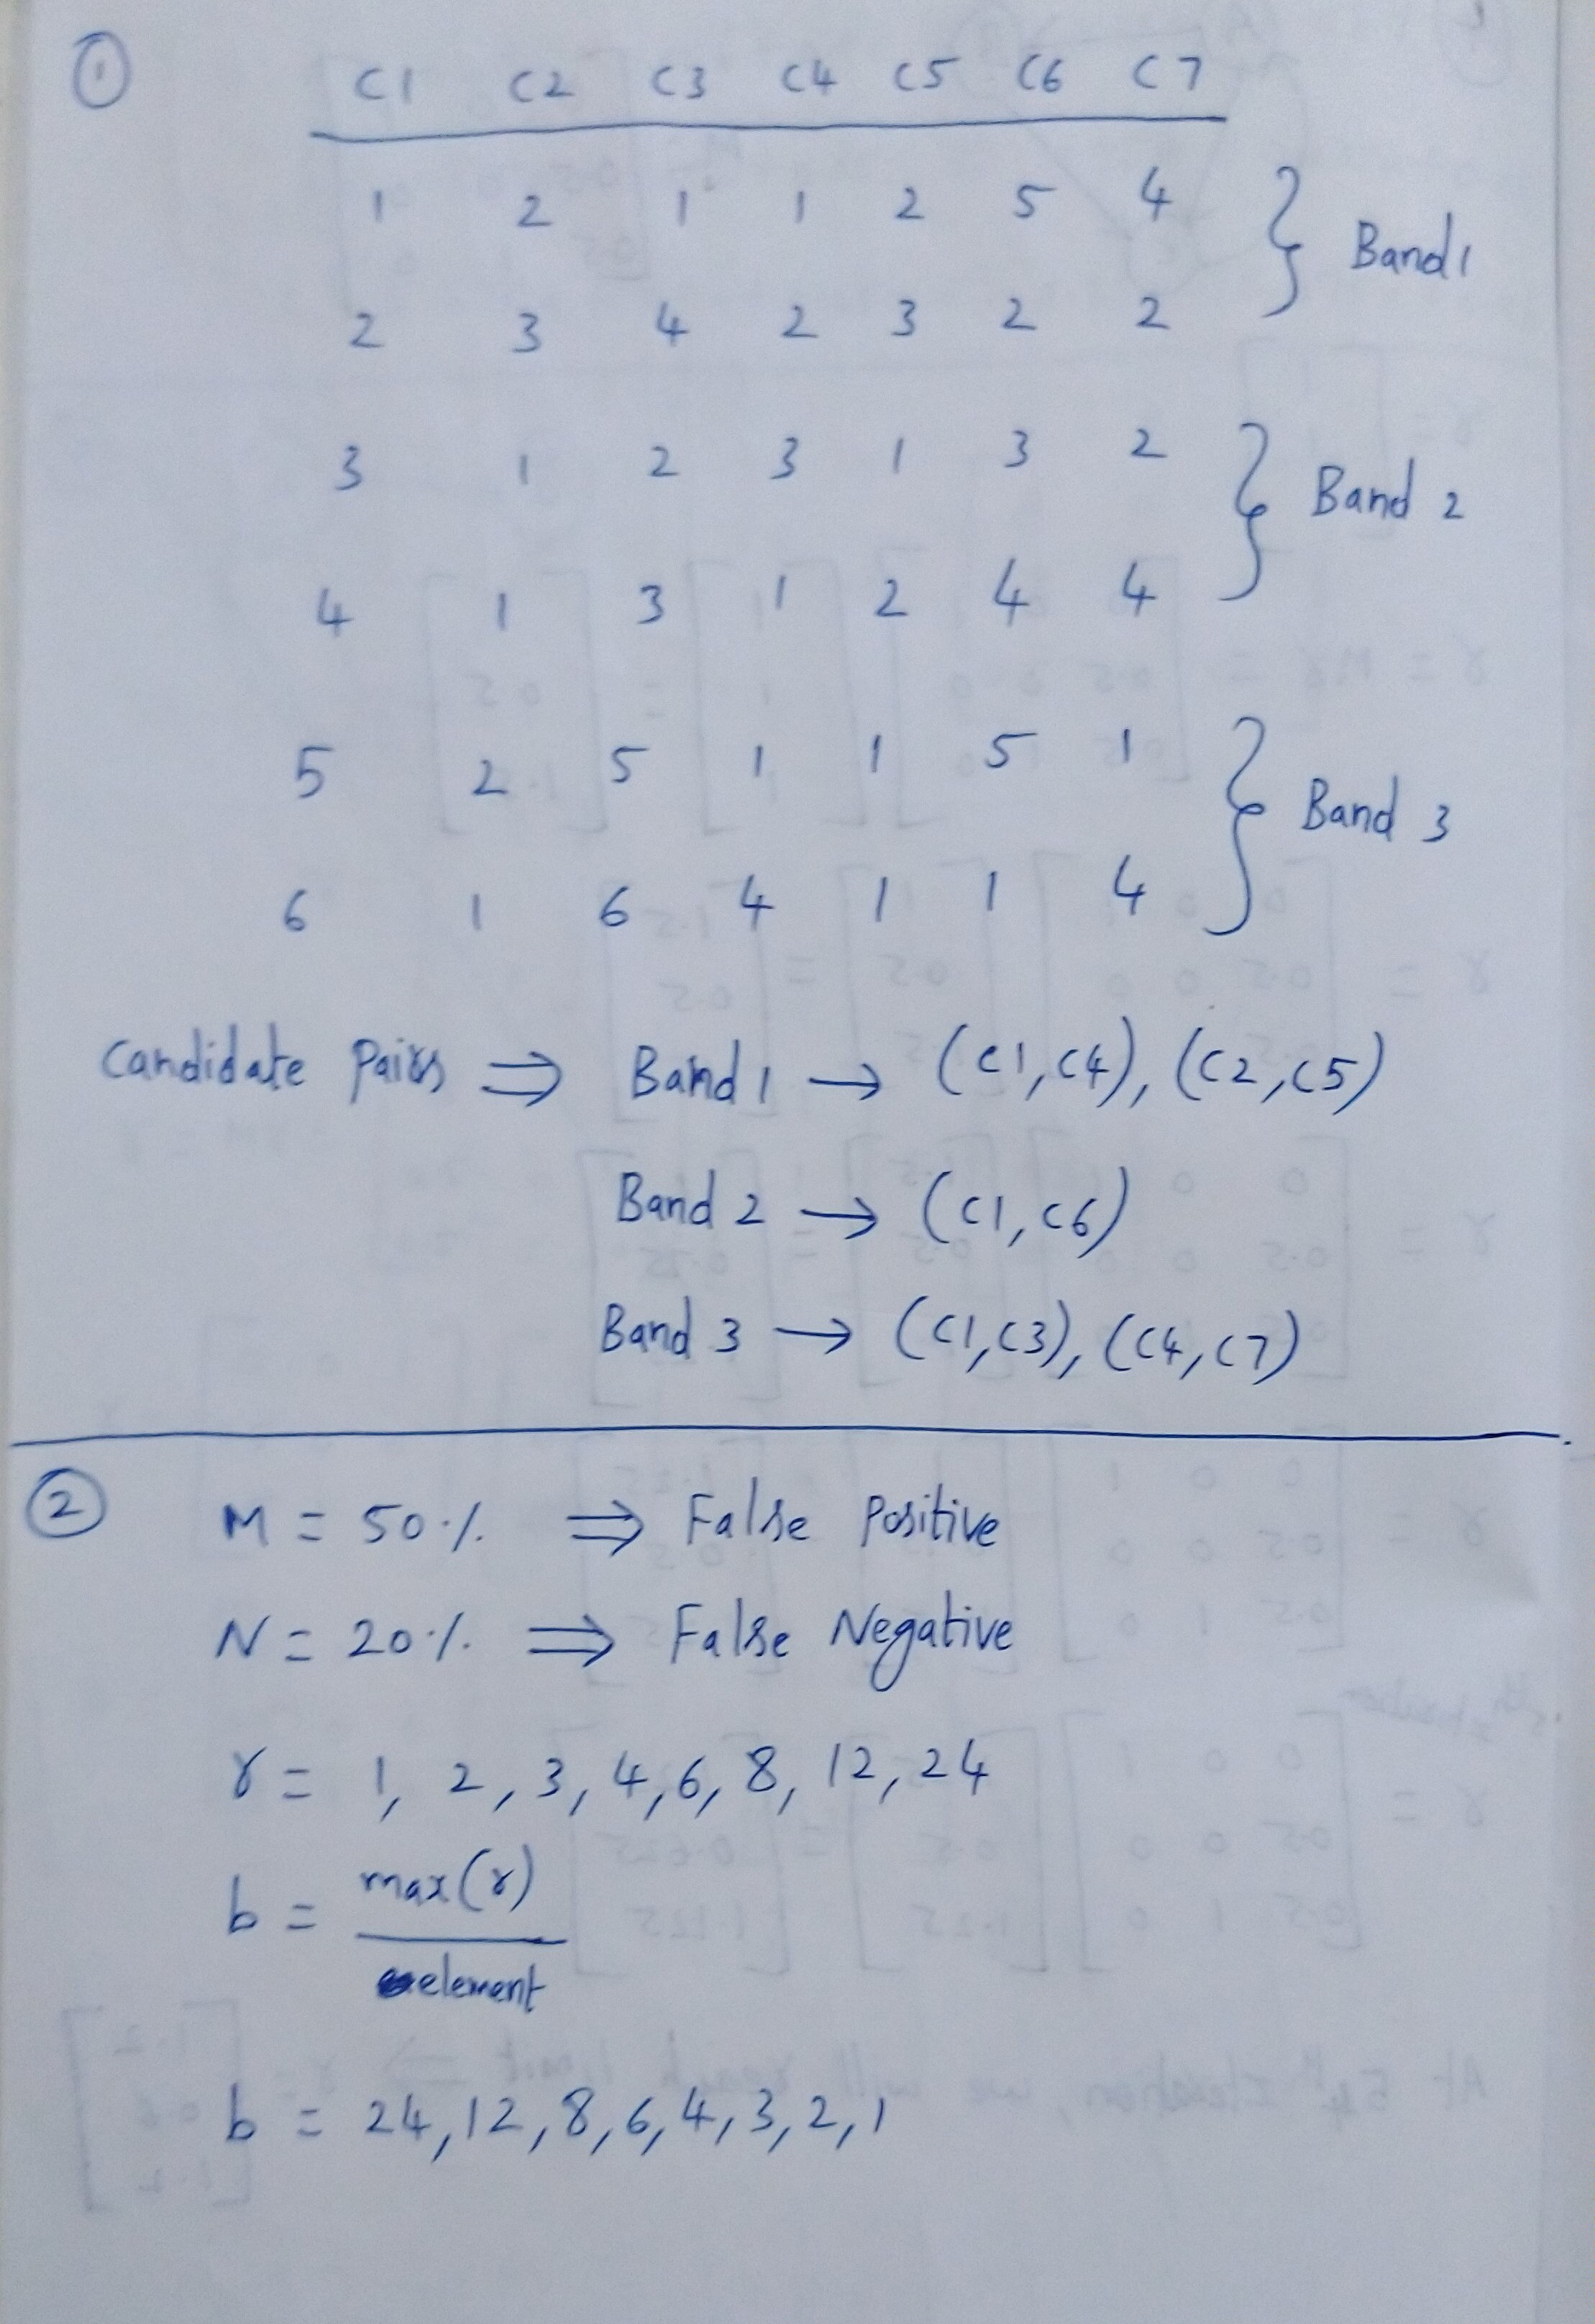 ①
C1 C2 C3 C4 C5 C6 C7
1 2 1 1 2 5 4 } Band 1
2 3 4 2 3 2 2
3 1 2 3 1 3 2 } Band 2
4 1 3 1 2 4 4
5 2 5 1 1 5 1 } Band 3
6 1 6 4 1 1 4
Candidate Pairs ⇒ Band 1 → (C1,C4), (C2,C5)
Band 2 → (C1,C6)
Band 3 → (C1,C3), (C4,C7)
② M = 50% ⇒ False Positive
N = 20% ⇒ False Negative
r = 1, 2, 3, 4, 6, 8, 12, 24
b = max(r)
element
b = 24, 12, 8, 6, 4, 3, 2, 1